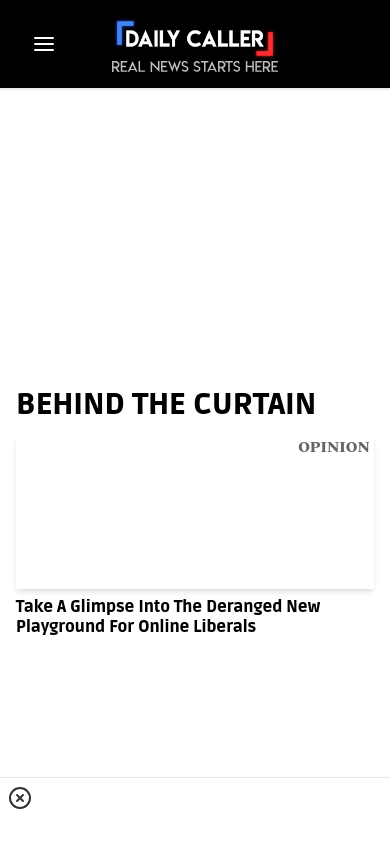 DAILY CALLER
REAL NEWS STARTS HERE
BEHIND THE CURTAIN
OPINION
Take A Glimpse Into The Deranged New
Playground For Online Liberals